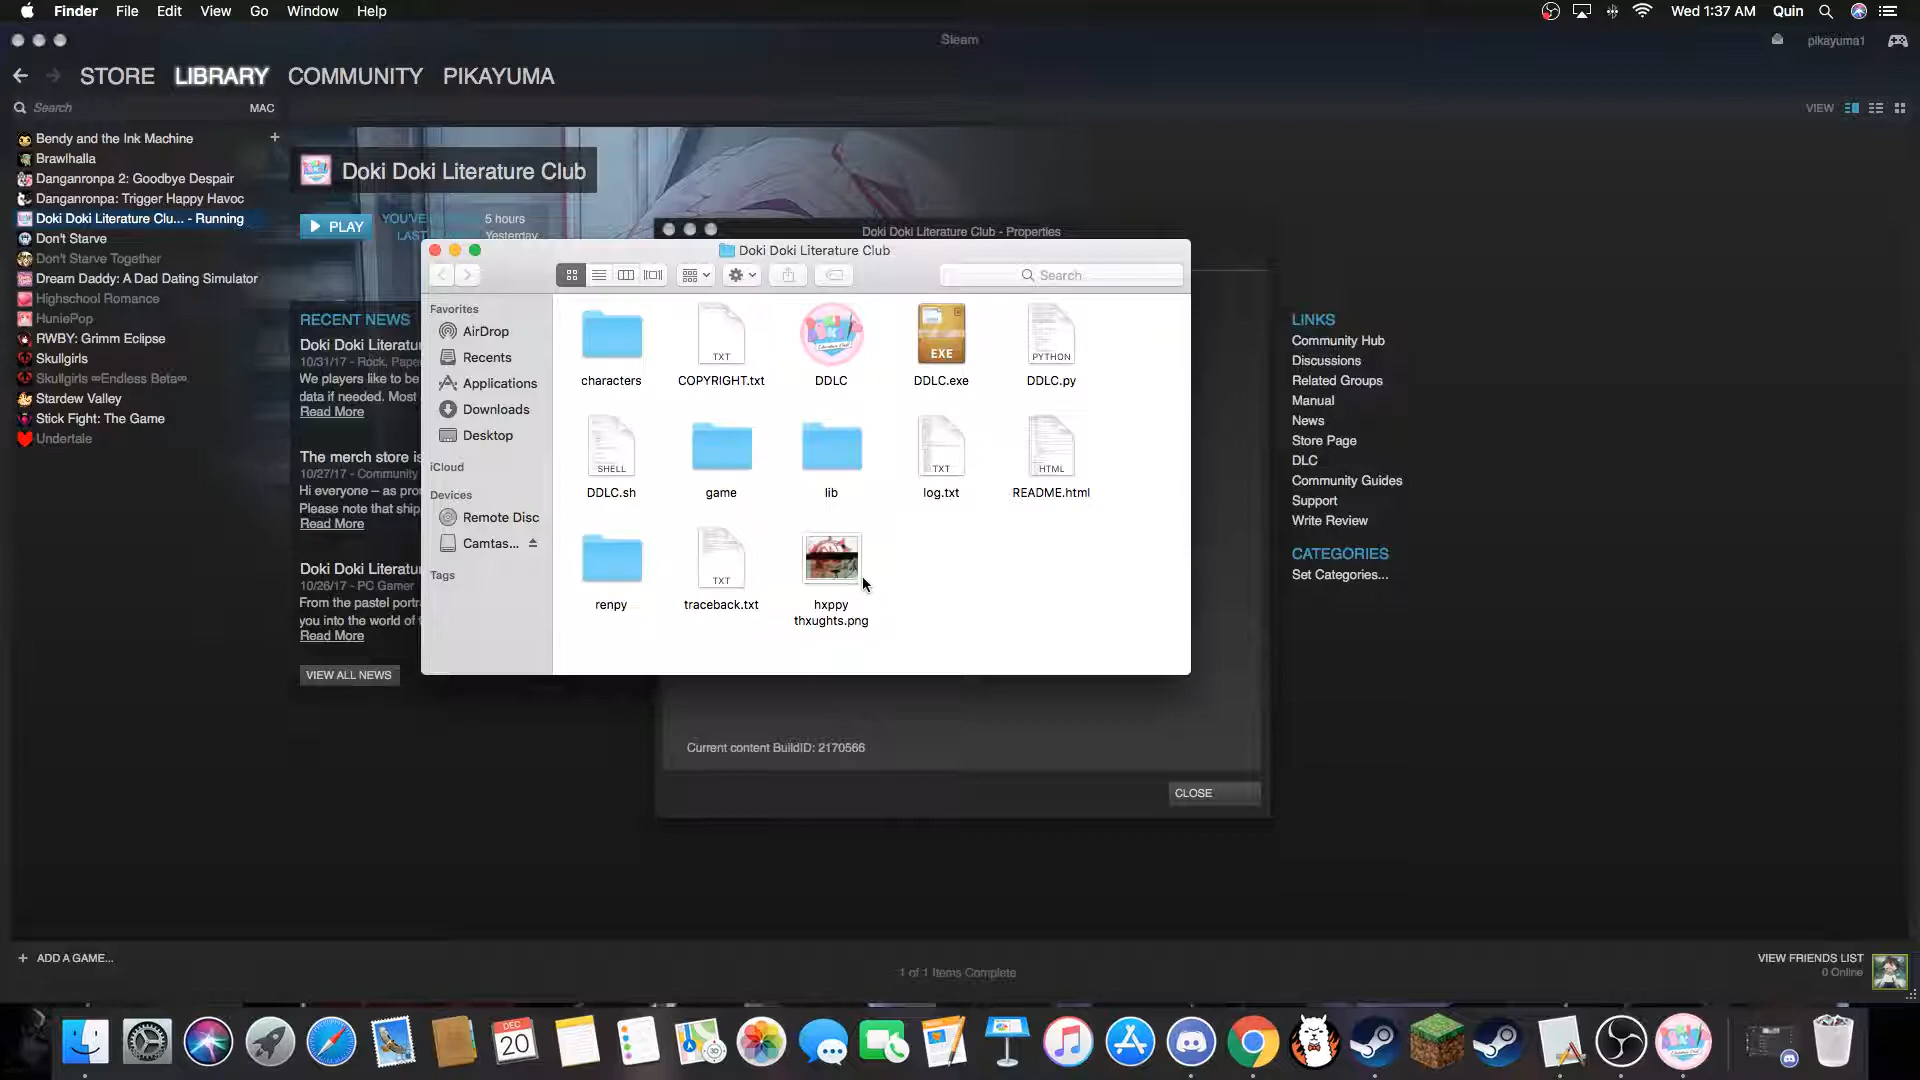 Finder File Edit View Go Window Help
Wed 1:37 AM Quin
Steam
pikayuma1
STORE LIBRARY COMMUNITY PIKAYUMA
Search MAC
VIEW
Bendy and the Ink Machine +
Brawlhalla
Danganronpa 2: Goodbye Despair
Danganronpa: Trigger Happy Havoc
Doki Doki Literature Clu... - Running
Don't Starve
Don't Starve Together
Dream Daddy: A Dad Dating Simulator
Highschool Romance
HuniePop
RWBY: Grimm Eclipse
Skullgirls
Skullgirls ∞Endless Beta∞
Stardew Valley
Stick Fight: The Game
Undertale
Doki Doki Literature Club
PLAY
YOU'VE
5 hours
LAST
Yesterday
RECENT NEWS
Doki Doki Literatu
10/31/17 - Rock, Pape
We players like to be
data if needed. Most
Read More
The merch store is
10/27/17 - Community
Hi everyone – as pro
Please note that ship
Read More
Doki Doki Literatu
10/26/17 - PC Gamer
From the pastel portr
you into the world of
Read More
VIEW ALL NEWS
Doki Doki Literature Club - Properties
Doki Doki Literature Club
Search
Favorites
AirDrop
Recents
Applications
Downloads
Desktop
iCloud
Devices
Remote Disc
Camtas...
Tags
characters
TXT
COPYRIGHT.txt
DDLC
EXE
DDLC.exe
PYTHON
DDLC.py
SHELL
DDLC.sh
game
lib
TXT
log.txt
HTML
README.html
renpy
TXT
traceback.txt
hxppy
thxughts.png
Current content BuildID: 2170566
CLOSE
LINKS
Community Hub
Discussions
Related Groups
Manual
News
Store Page
DLC
Community Guides
Support
Write Review
CATEGORIES
Set Categories...
+ ADD A GAME...
1 of 1 Items Complete
VIEW FRIENDS LIST
0 Online
DEC
20